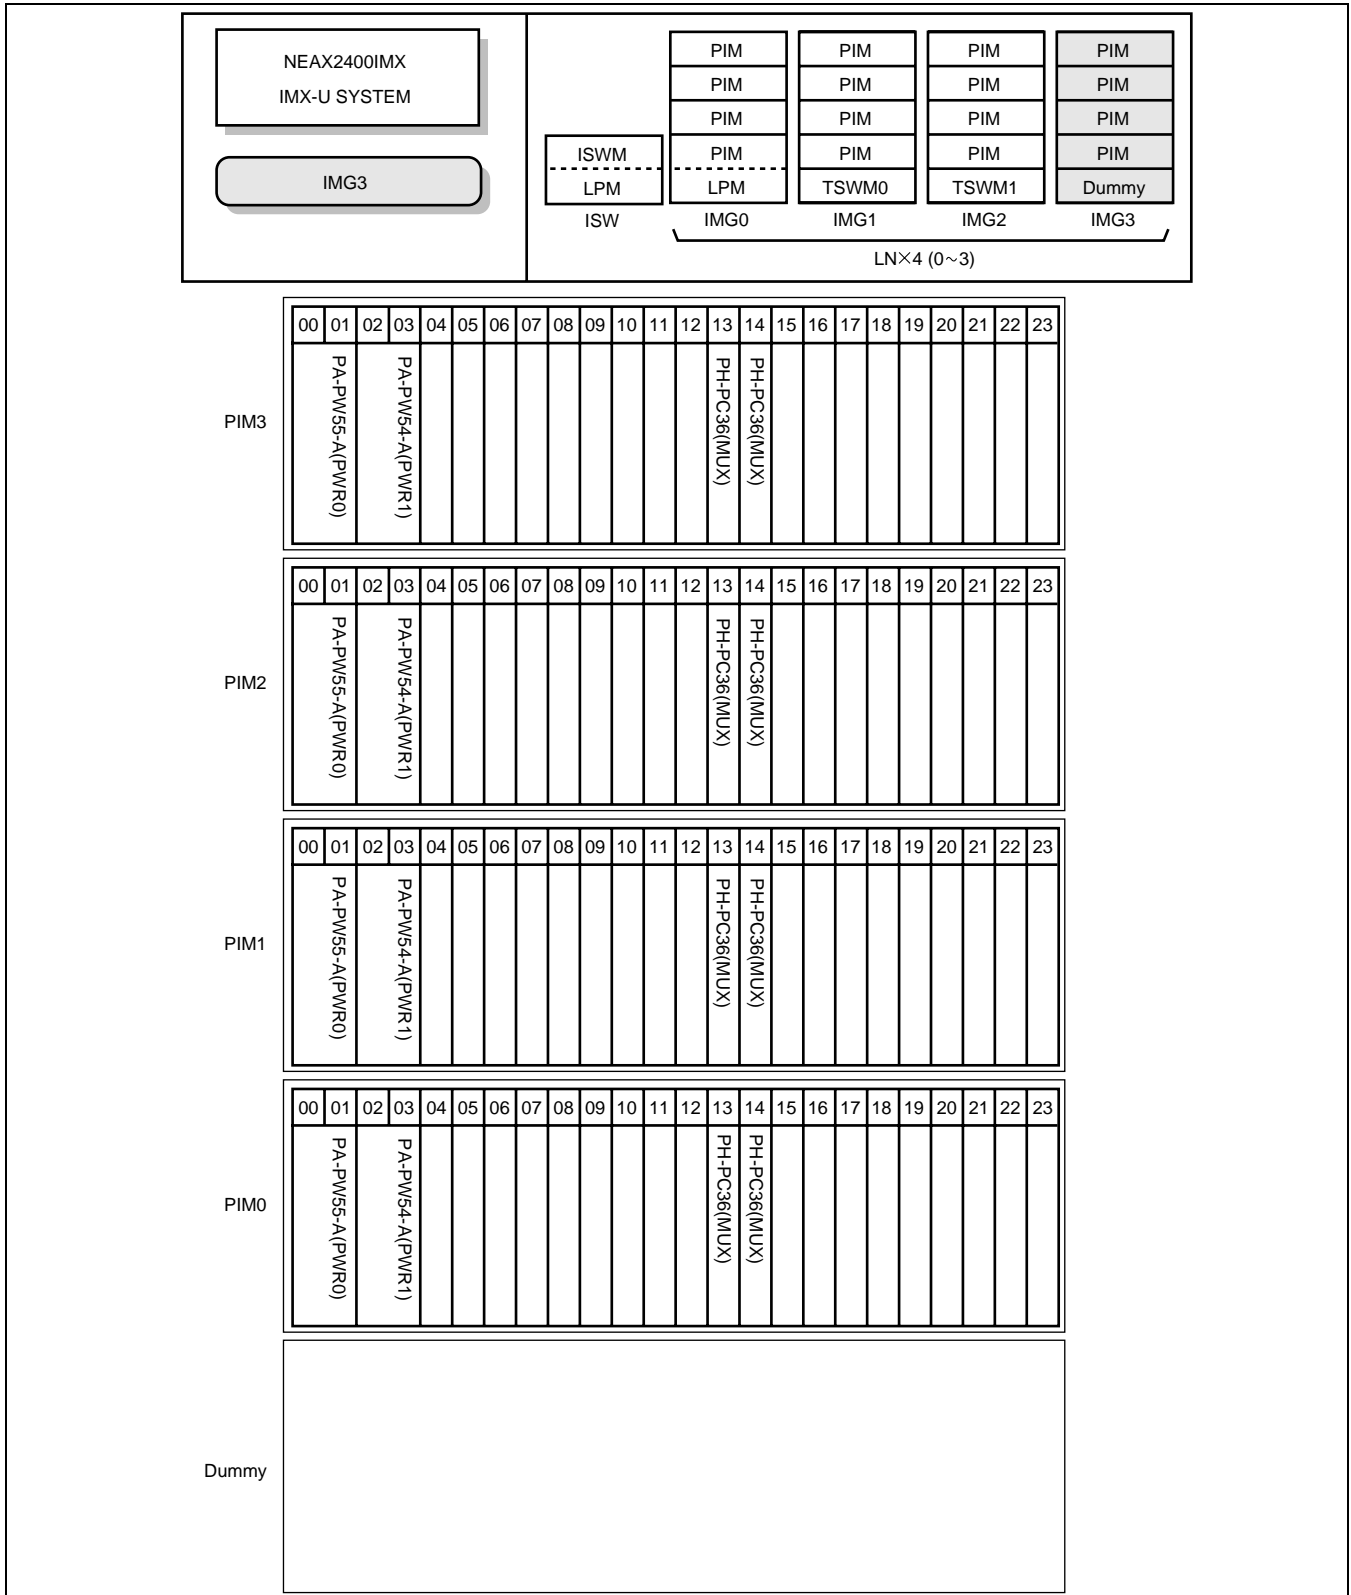 NEAX2400IMX
IMX-U SYSTEM
IMG3
ISWM
LPM
ISW
PIM
PIM
PIM
PIM
LPM
IMG0
PIM
PIM
PIM
PIM
TSWM0
IMG1
PIM
PIM
PIM
PIM
TSWM1
IMG2
PIM
PIM
PIM
PIM
Dummy
IMG3
LN×4 (0~3)
PIM3
00 01 02 03 04 05 06 07 08 09 10 11 12 13 14 15 16 17 18 19 20 21 22 23
PA-PW55-A(PWR0)
PA-PW54-A(PWR1)
PH-PC36(MUX)
PH-PC36(MUX)
PIM2
00 01 02 03 04 05 06 07 08 09 10 11 12 13 14 15 16 17 18 19 20 21 22 23
PA-PW55-A(PWR0)
PA-PW54-A(PWR1)
PH-PC36(MUX)
PH-PC36(MUX)
PIM1
00 01 02 03 04 05 06 07 08 09 10 11 12 13 14 15 16 17 18 19 20 21 22 23
PA-PW55-A(PWR0)
PA-PW54-A(PWR1)
PH-PC36(MUX)
PH-PC36(MUX)
PIM0
00 01 02 03 04 05 06 07 08 09 10 11 12 13 14 15 16 17 18 19 20 21 22 23
PA-PW55-A(PWR0)
PA-PW54-A(PWR1)
PH-PC36(MUX)
PH-PC36(MUX)
Dummy